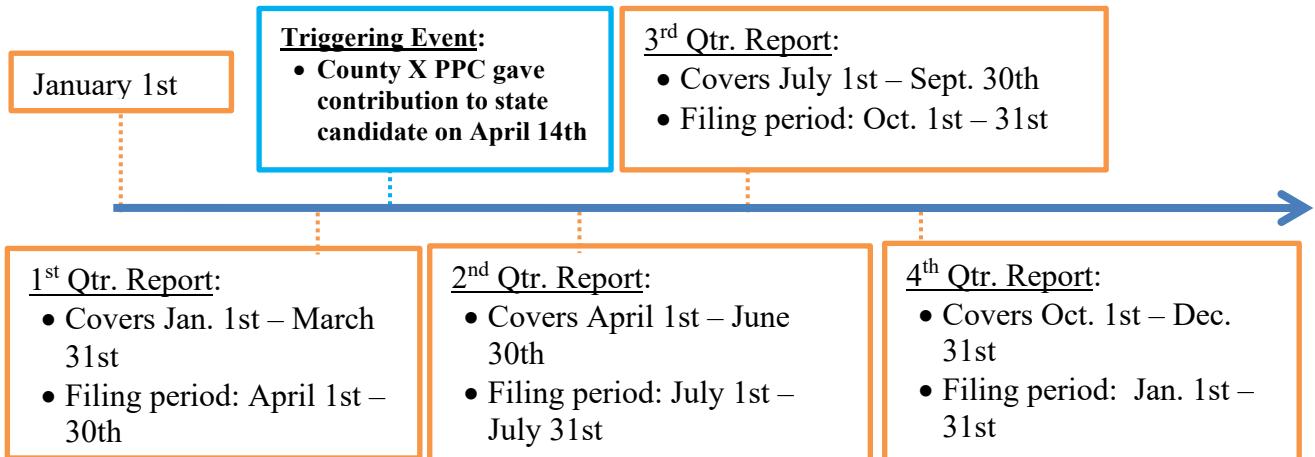 January 1st
Triggering Event:
• County X PPC gave
contribution to state
candidate on April 14th
3rd Qtr. Report:
• Covers July 1st – Sept. 30th
• Filing period: Oct. 1st – 31st
1st Qtr. Report:
• Covers Jan. 1st – March
31st
• Filing period: April 1st –
30th
2nd Qtr. Report:
• Covers April 1st – June
30th
• Filing period: July 1st –
July 31st
4th Qtr. Report:
• Covers Oct. 1st – Dec.
31st
• Filing period: Jan. 1st –
31st